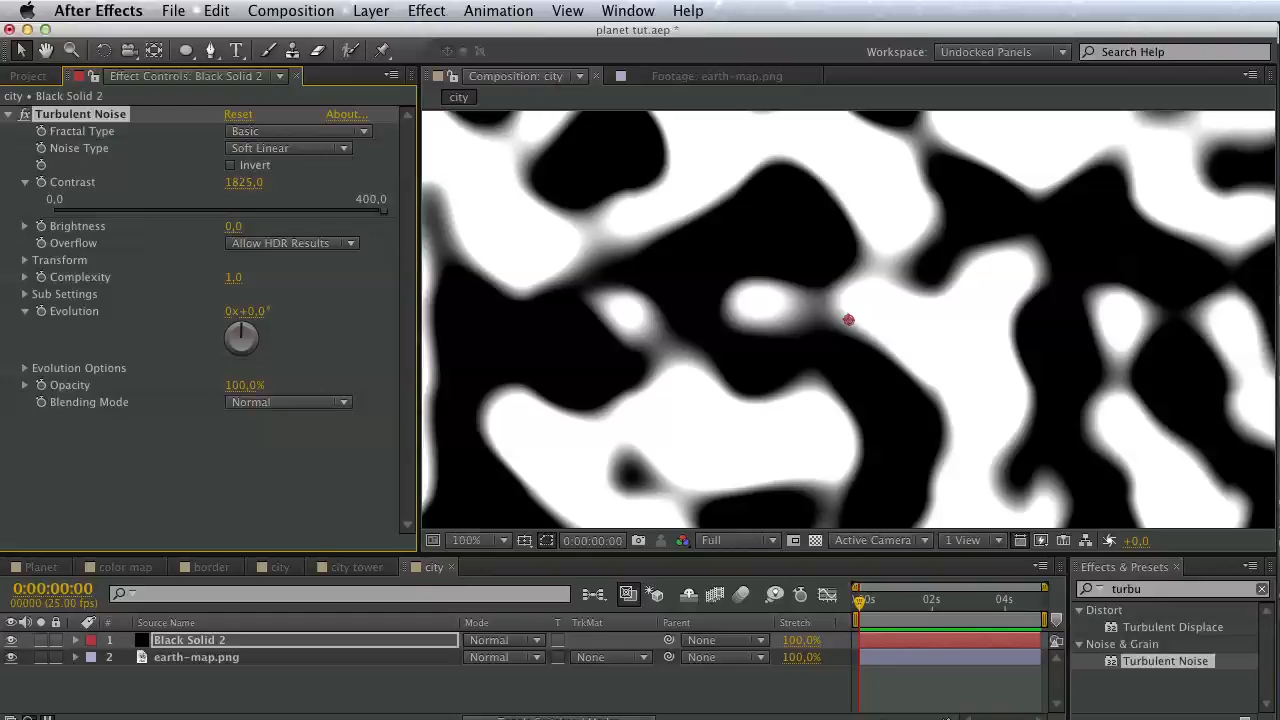 After Effects File Edit Composition Layer Effect Animation View Window Help
planet tut.aep *
Workspace: Undocked Panels Search Help
Project Effect Controls: Black Solid 2 Composition: city Footage: earth-map.png
city • Black Solid 2
city
fx Turbulent Noise Reset About...
Fractal Type Basic
Noise Type Soft Linear
Invert
Contrast 1825,0
0,0 400,0
Brightness 0,0
Overflow Allow HDR Results
Transform
Complexity 1,0
Sub Settings
Evolution 0x+0,0°
Evolution Options
Opacity 100,0%
Blending Mode Normal
100% 0:00:00:00 Full Active Camera 1 View +0,0
Planet color map border city city tower city
0:00:00:00
00000 (25.00 fps)
02s 04s
# Source Name Mode T TrkMat Parent Stretch
1 Black Solid 2 Normal None 100,0%
2 earth-map.png Normal None None 100,0%
Effects & Presets
turbu
Distort
Turbulent Displace
Noise & Grain
Turbulent Noise